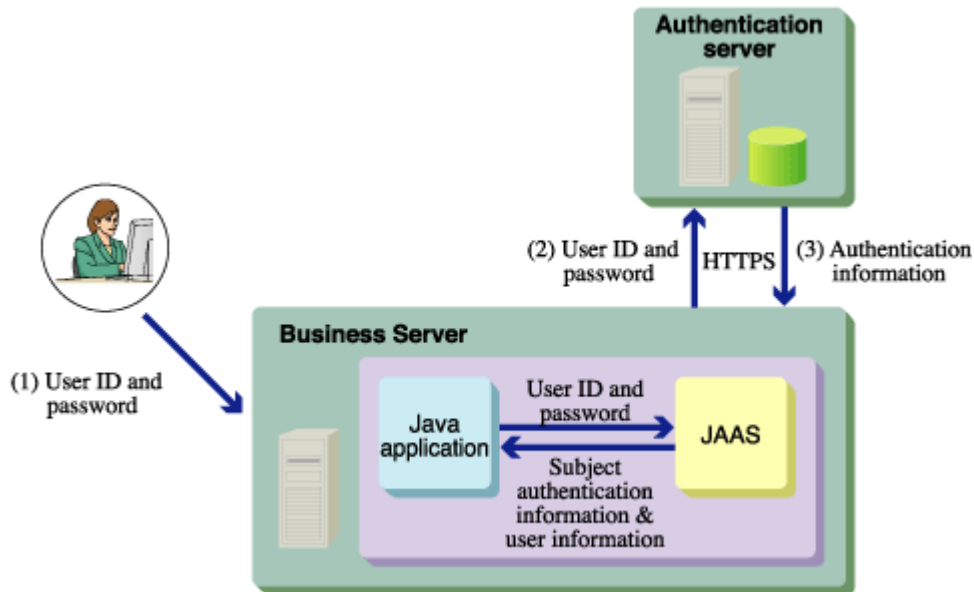 Authentication
server
(2) User ID and
password
HTTPS
(3) Authentication
information
(1) User ID and
password
Business Server
Java
application
User ID and
password
JAAS
Subject
authentication
information &
user information